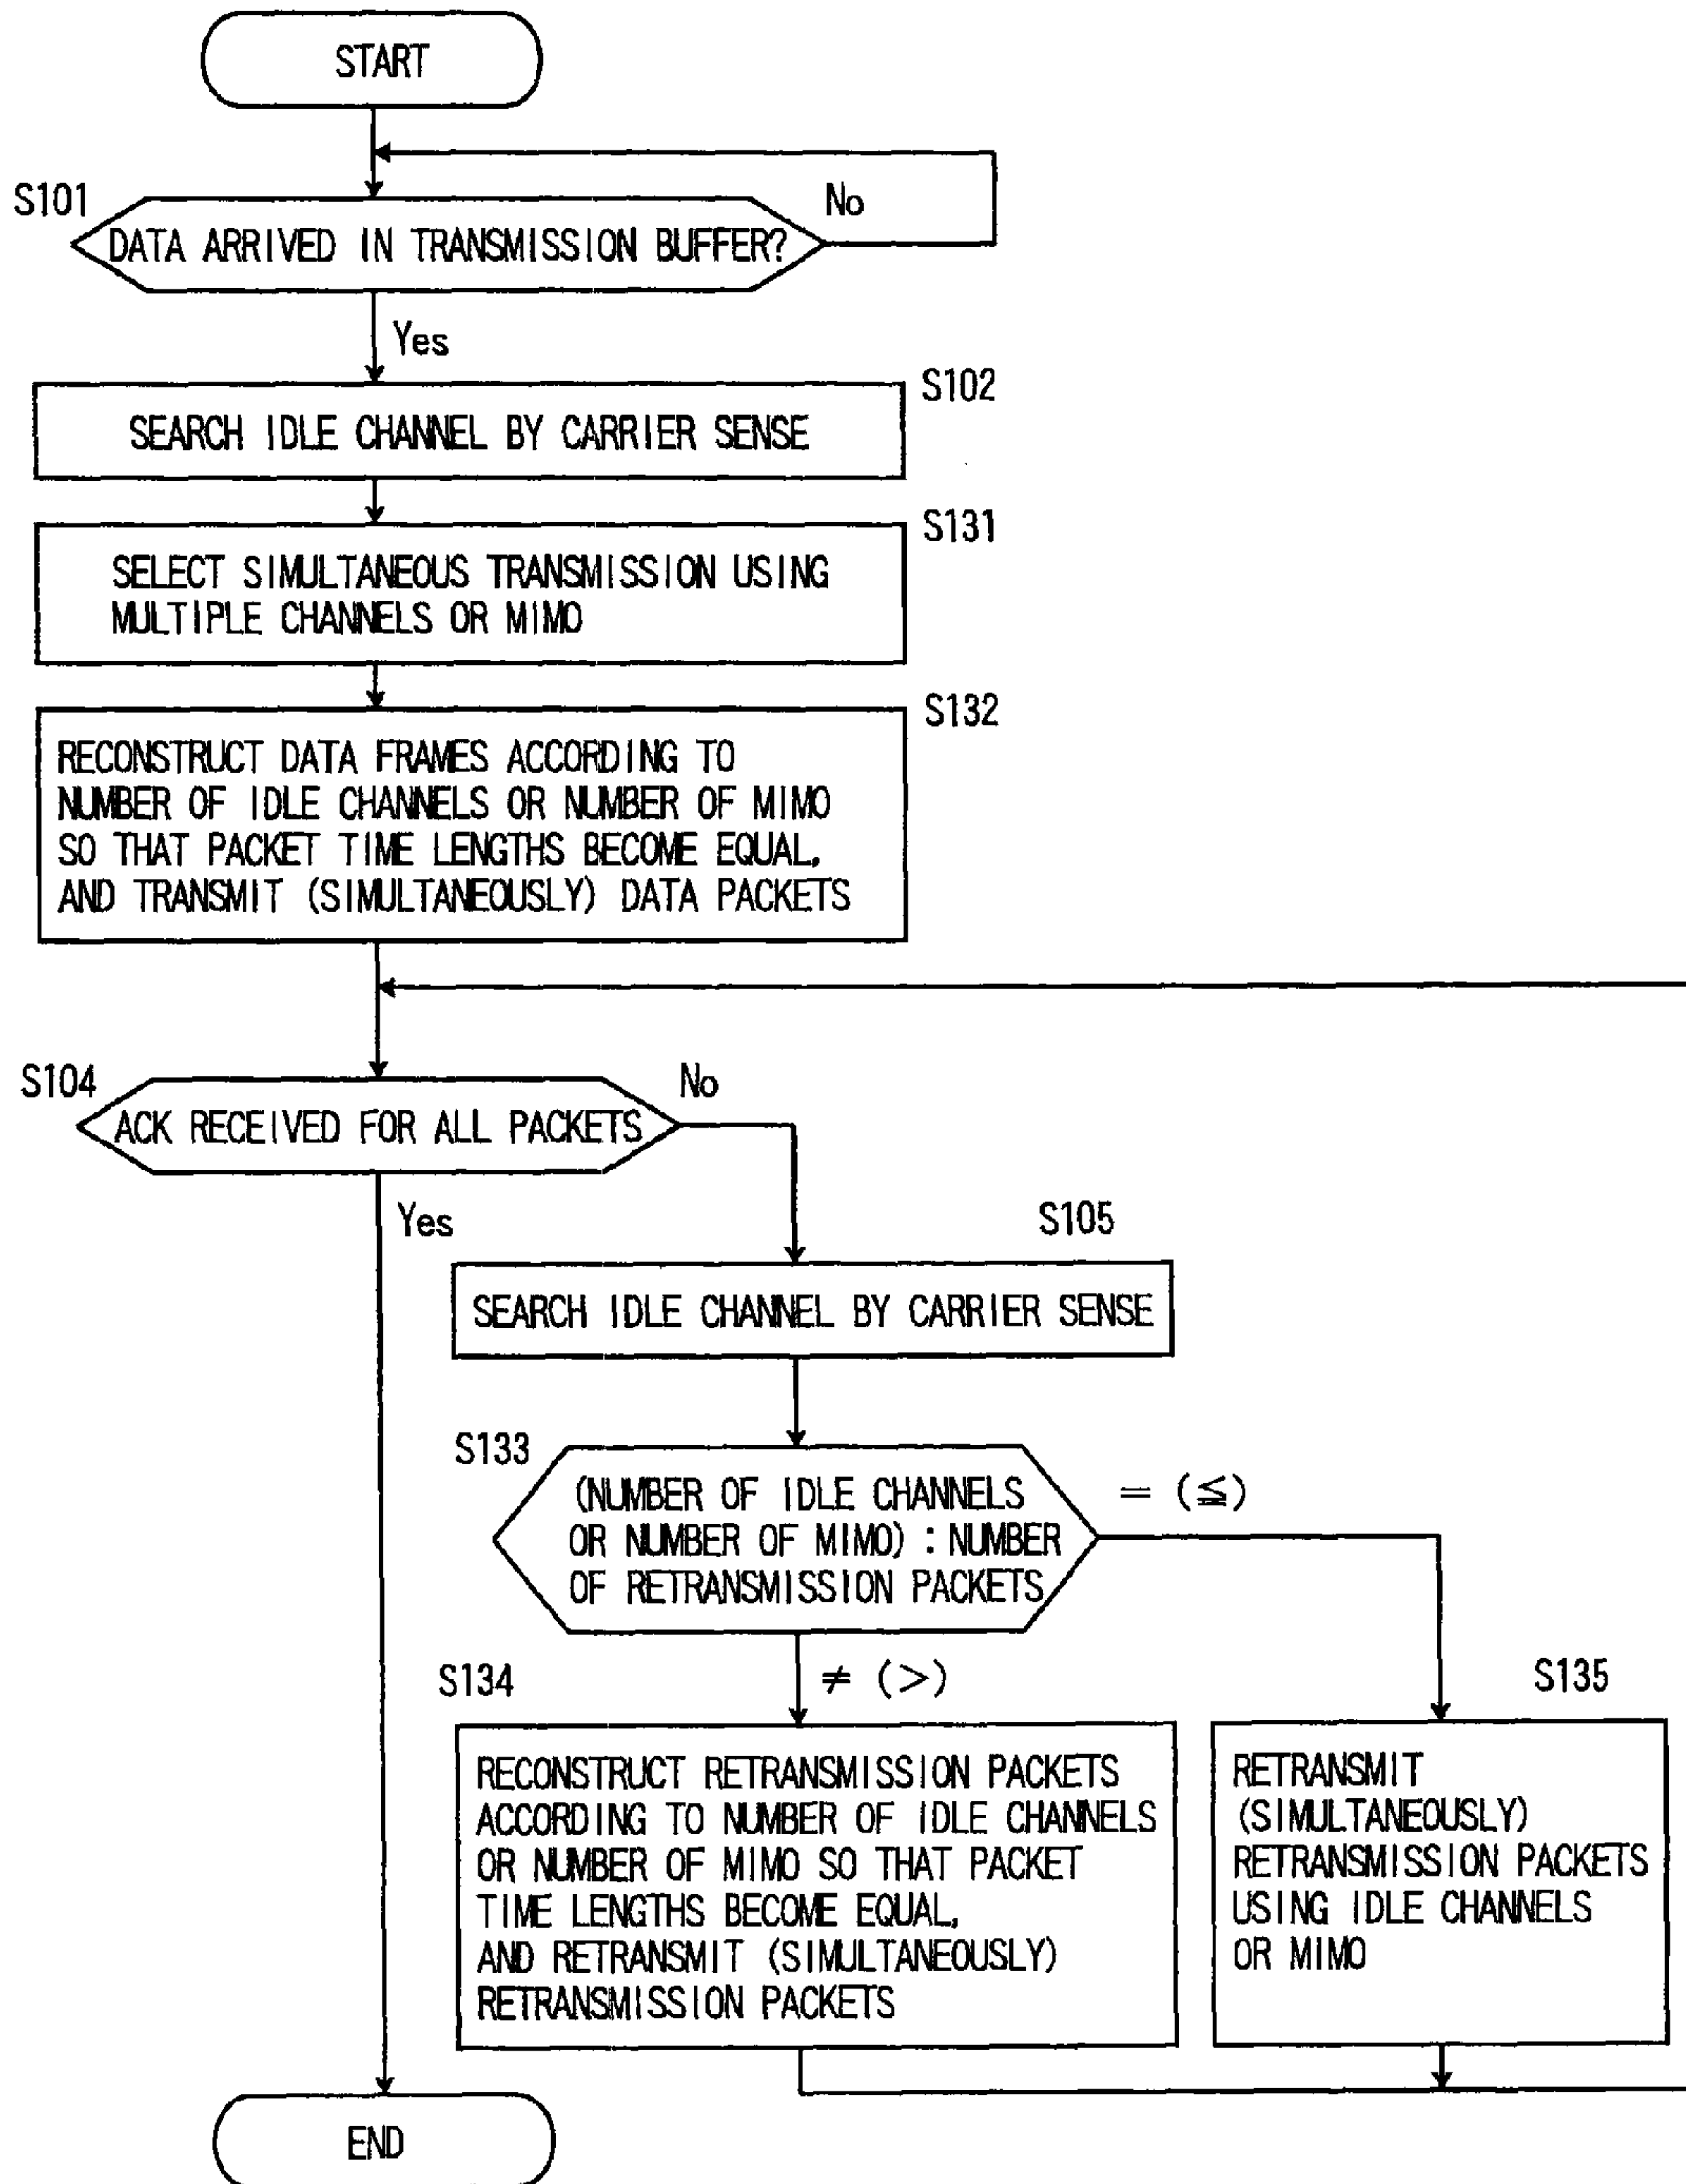 START
S101
DATA ARRIVED IN TRANSMISSION BUFFER?
No
Yes
S102
SEARCH IDLE CHANNEL BY CARRIER SENSE
S131
SELECT SIMULTANEOUS TRANSMISSION USING
MULTIPLE CHANNELS OR MIMO
S132
RECONSTRUCT DATA FRAMES ACCORDING TO
NUMBER OF IDLE CHANNELS OR NUMBER OF MIMO
SO THAT PACKET TIME LENGTHS BECOME EQUAL,
AND TRANSMIT (SIMULTANEOUSLY) DATA PACKETS
S104
ACK RECEIVED FOR ALL PACKETS
No
Yes
S105
SEARCH IDLE CHANNEL BY CARRIER SENSE
S133
(NUMBER OF IDLE CHANNELS
OR NUMBER OF MIMO) : NUMBER
OF RETRANSMISSION PACKETS
= (≦)
≠ (>)
S134
RECONSTRUCT RETRANSMISSION PACKETS
ACCORDING TO NUMBER OF IDLE CHANNELS
OR NUMBER OF MIMO SO THAT PACKET
TIME LENGTHS BECOME EQUAL,
AND RETRANSMIT (SIMULTANEOUSLY)
RETRANSMISSION PACKETS
S135
RETRANSMIT
(SIMULTANEOUSLY)
RETRANSMISSION PACKETS
USING IDLE CHANNELS
OR MIMO
END